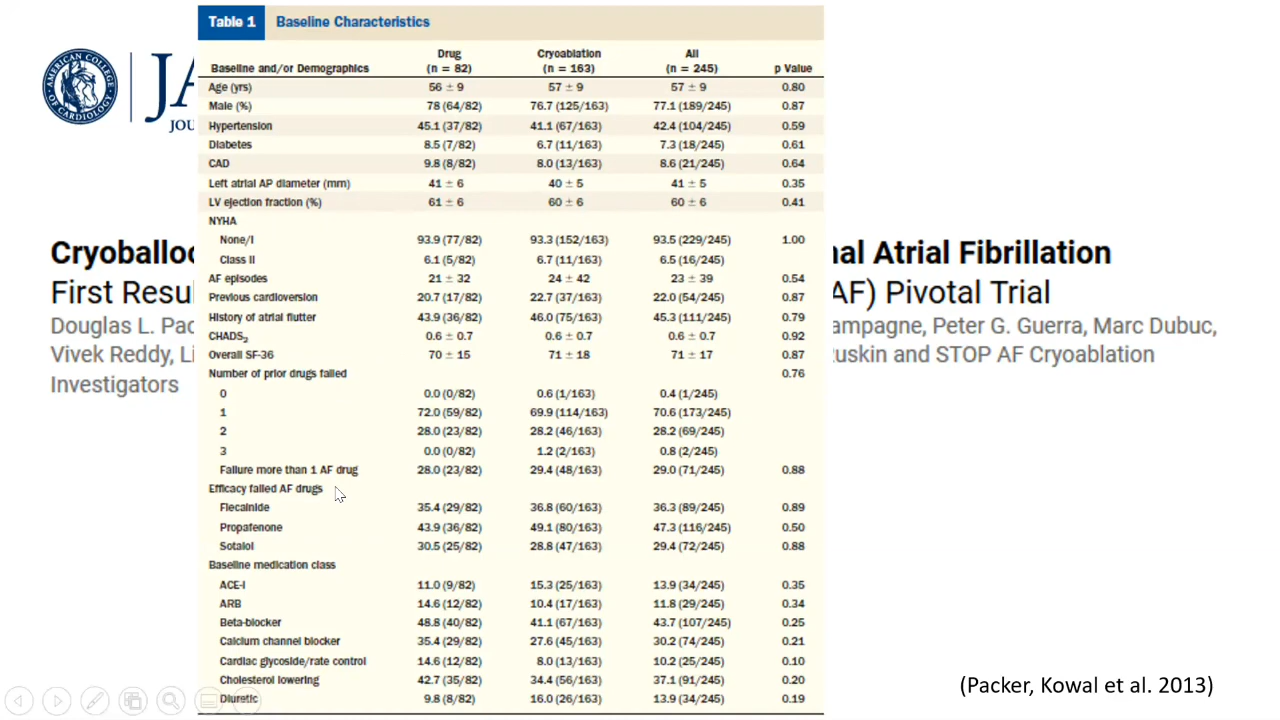 Table 1 Baseline Characteristics
Baseline and/or Demographics Drug (n = 82) Cryoablation (n = 163) All (n = 245) p Value
Age (yrs) 56 ± 9 57 ± 9 57 ± 9 0.80
Male (%) 78 (64/82) 76.7 (125/163) 77.1 (189/245) 0.87
Hypertension 45.1 (37/82) 41.1 (67/163) 42.4 (104/245) 0.59
Diabetes 8.5 (7/82) 6.7 (11/163) 7.3 (18/245) 0.61
CAD 9.8 (8/82) 8.0 (13/163) 8.6 (21/245) 0.64
Left atrial AP diameter (mm) 41 ± 6 40 ± 5 41 ± 5 0.35
LV ejection fraction (%) 61 ± 6 60 ± 6 60 ± 6 0.41
NYHA
None/I 93.9 (77/82) 93.3 (152/163) 93.5 (229/245) 1.00
Class II 6.1 (5/82) 6.7 (11/163) 6.5 (16/245)
AF episodes 21 ± 32 24 ± 42 23 ± 39 0.54
Previous cardioversion 20.7 (17/82) 22.7 (37/163) 22.0 (54/245) 0.87
History of atrial flutter 43.9 (36/82) 46.0 (75/163) 45.3 (111/245) 0.79
CHADS2 0.6 ± 0.7 0.6 ± 0.7 0.6 ± 0.7 0.92
Overall SF-36 70 ± 15 71 ± 18 71 ± 17 0.87
Number of prior drugs failed 0.76
0 0.0 (0/82) 0.6 (1/163) 0.4 (1/245)
1 72.0 (59/82) 69.9 (114/163) 70.6 (173/245)
2 28.0 (23/82) 28.2 (46/163) 28.2 (69/245)
3 0.0 (0/82) 1.2 (2/163) 0.8 (2/245)
Failure more than 1 AF drug 28.0 (23/82) 29.4 (48/163) 29.0 (71/245) 0.88
Efficacy failed AF drugs
Flecainide 35.4 (29/82) 36.8 (60/163) 36.3 (89/245) 0.89
Propafenone 43.9 (36/82) 49.1 (80/163) 47.3 (116/245) 0.50
Sotalol 30.5 (25/82) 28.8 (47/163) 29.4 (72/245) 0.88
Baseline medication class
ACE-I 11.0 (9/82) 15.3 (25/163) 13.9 (34/245) 0.35
ARB 14.6 (12/82) 10.4 (17/163) 11.8 (29/245) 0.34
Beta-blocker 48.8 (40/82) 41.1 (67/163) 43.7 (107/245) 0.25
Calcium channel blocker 35.4 (29/82) 27.6 (45/163) 30.2 (74/245) 0.21
Cardiac glycoside/rate control 14.6 (12/82) 8.0 (13/163) 10.2 (25/245) 0.10
Cholesterol lowering 42.7 (35/82) 34.4 (56/163) 37.1 (91/245) 0.20
Diuretic 9.8 (8/82) 16.0 (26/163) 13.9 (34/245) 0.19
AMERICAN COLLEGE OF CARDIOLOGY
JA
JOU
Cryoballoo nal Atrial Fibrillation
First Resul AF) Pivotal Trial
Douglas L. Pac ampagne, Peter G. Guerra, Marc Dubuc,
Vivek Reddy, Li Ruskin and STOP AF Cryoablation
Investigators
(Packer, Kowal et al. 2013)